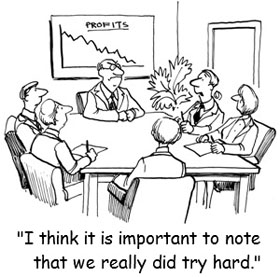 PROFITS
"I think it is important to note
that we really did try hard."